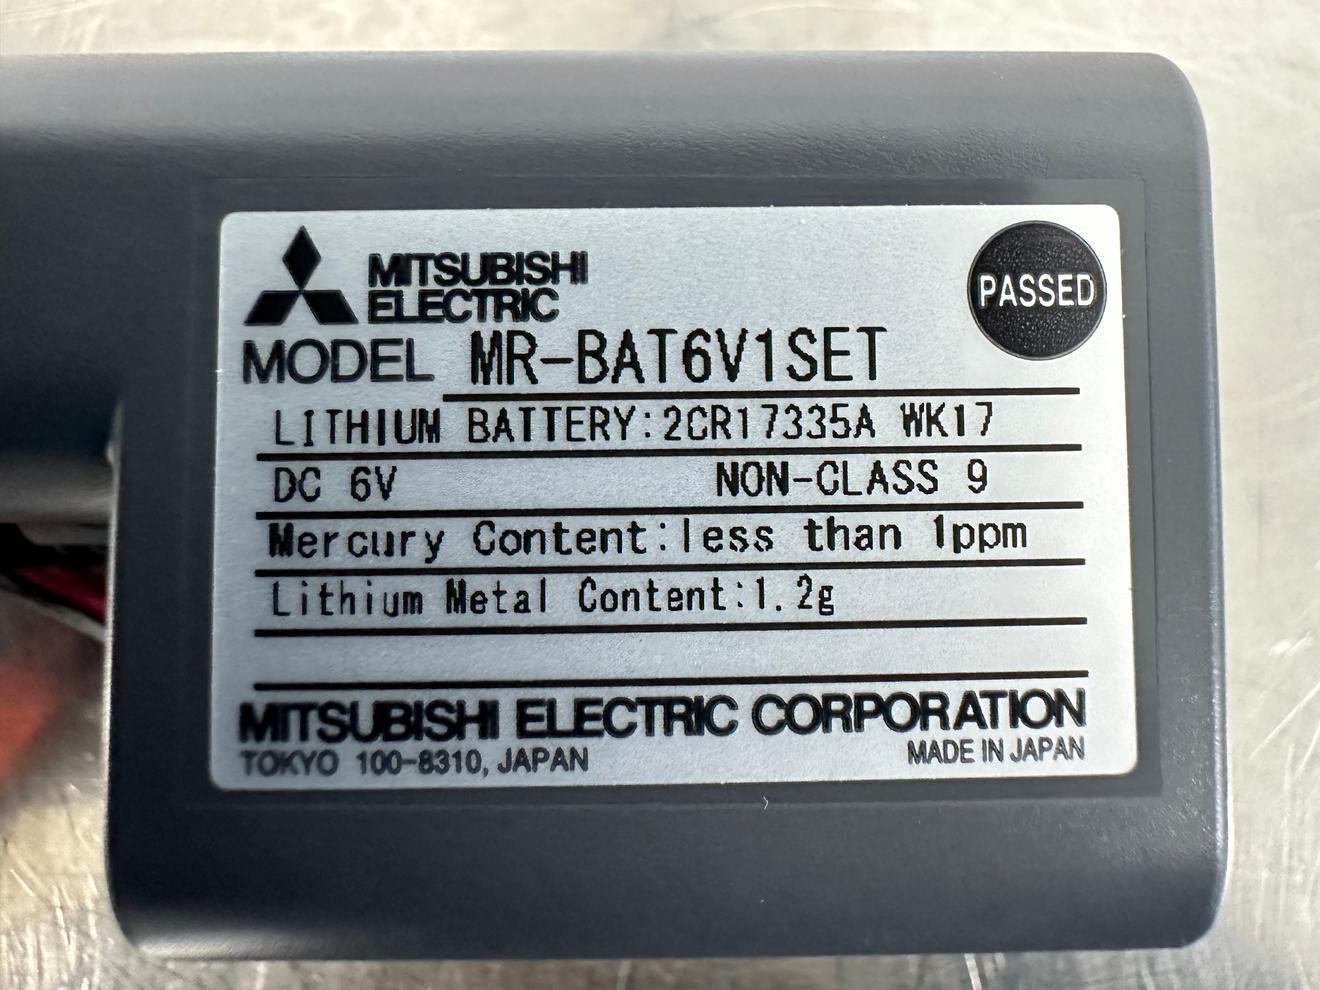 MITSUBISHI
ELECTRIC
PASSED
MODEL MR-BAT6V1SET
LITHIUM BATTERY:2CR17335A WK17
DC 6V NON-CLASS 9
Mercury Content:less than 1ppm
Lithium Metal Content:1.2g
MITSUBISHI ELECTRIC CORPORATION
TOKYO 100-8310, JAPAN MADE IN JAPAN